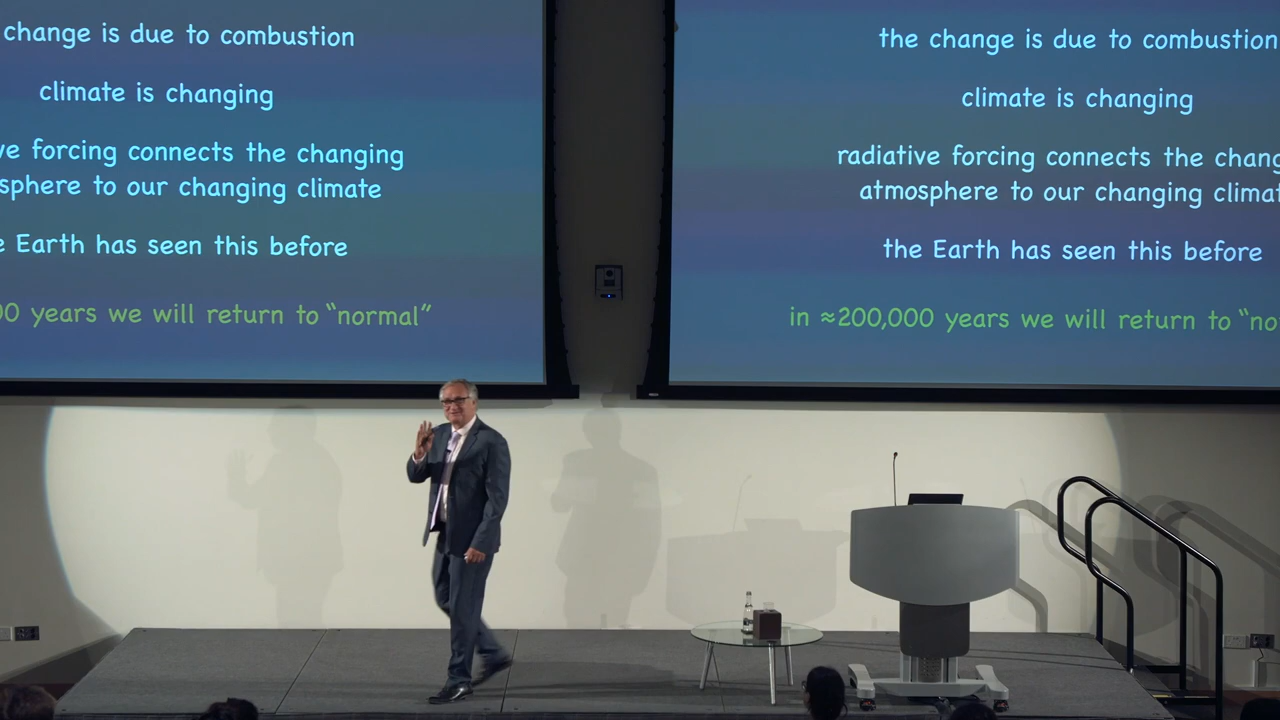 change is due to combustion
climate is changing
ve forcing connects the changing
sphere to our changing climate
e Earth has seen this before
00 years we will return to “normal”
the change is due to combustion
climate is changing
radiative forcing connects the chang
atmosphere to our changing climat
the Earth has seen this before
in ≈200,000 years we will return to “no